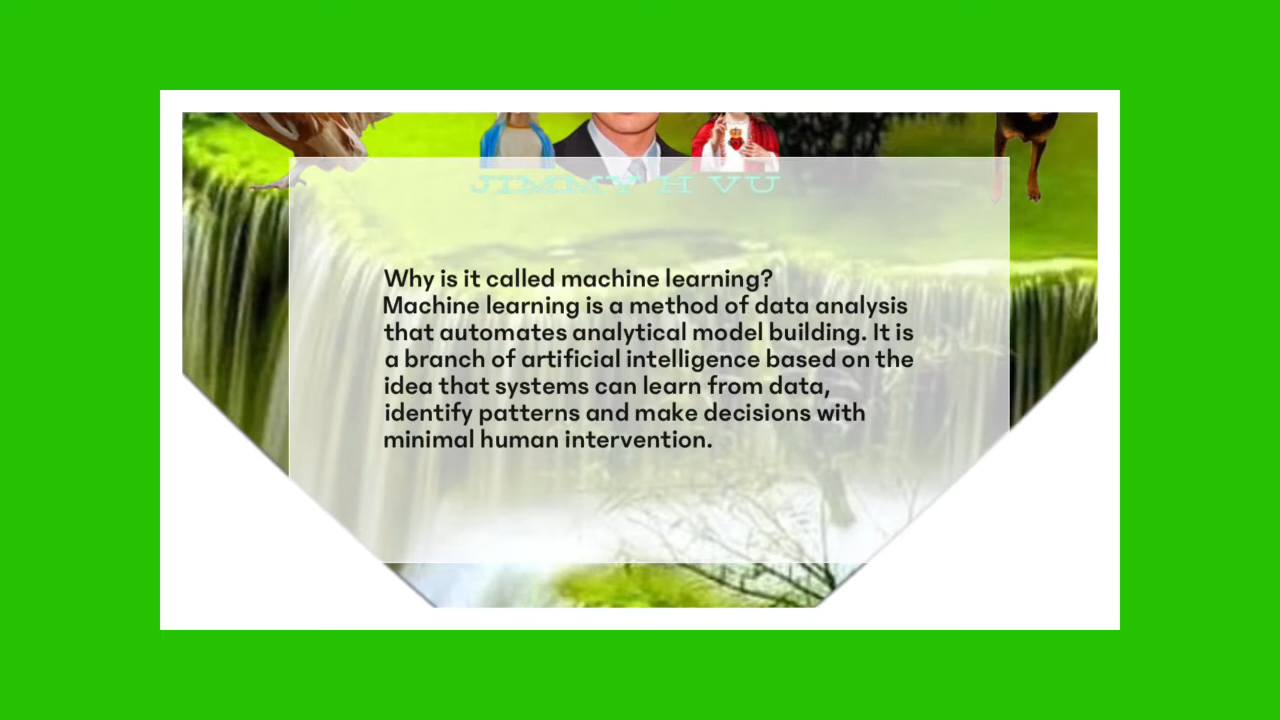 JIMMY H VU
Why is it called machine learning?
Machine learning is a method of data analysis
that automates analytical model building. It is
a branch of artificial intelligence based on the
idea that systems can learn from data,
identify patterns and make decisions with
minimal human intervention.